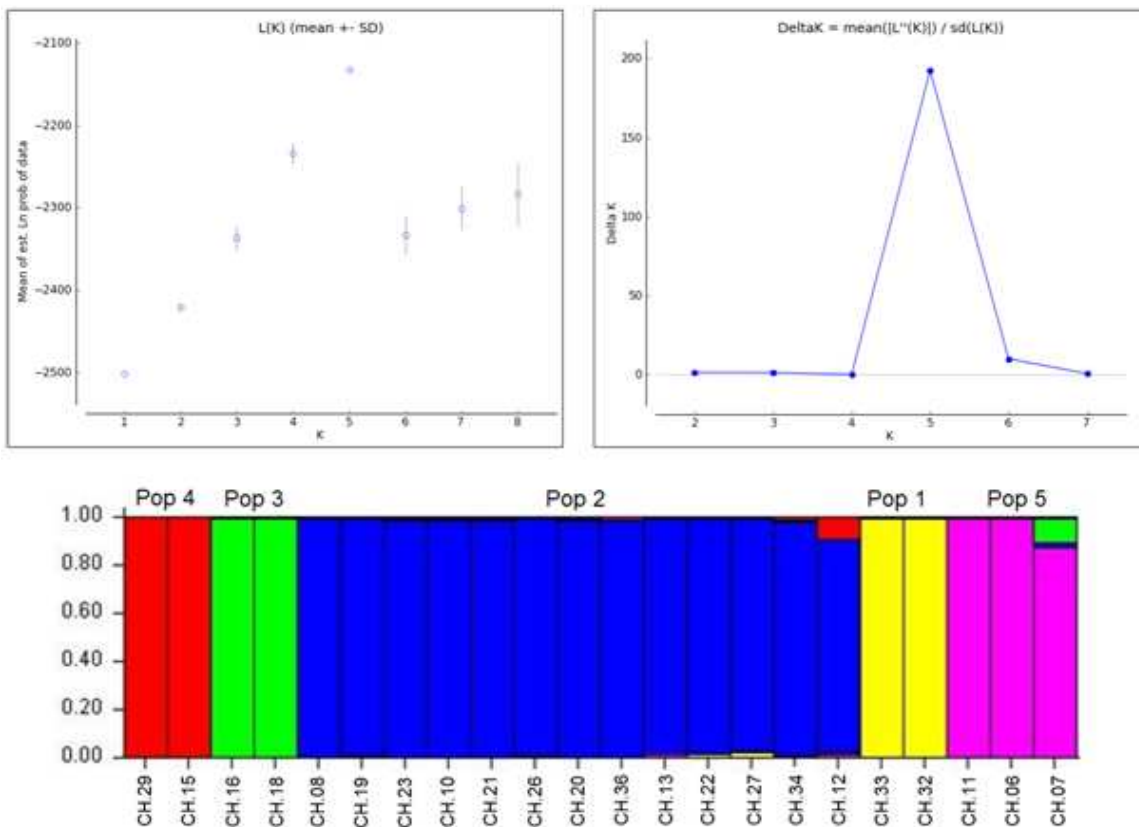 L(K) (mean +- SD)
Mean of est. Ln prob of data
−2100
−2200
−2300
−2400
−2500
1 2 3 4 5 6 7 8
K
DeltaK = mean(|L''(K)|) / sd(L(K))
Delta K
200
150
100
50
0
2 3 4 5 6 7
K
Pop 4 Pop 3 Pop 2 Pop 1 Pop 5
1.00
0.80
0.60
0.40
0.20
0.00
CH.29 CH.15 CH.16 CH.18 CH.08 CH.19 CH.23 CH.10 CH.21 CH.26 CH.20 CH.36 CH.13 CH.22 CH.27 CH.34 CH.12 CH.33 CH.32 CH.11 CH.06 CH.07